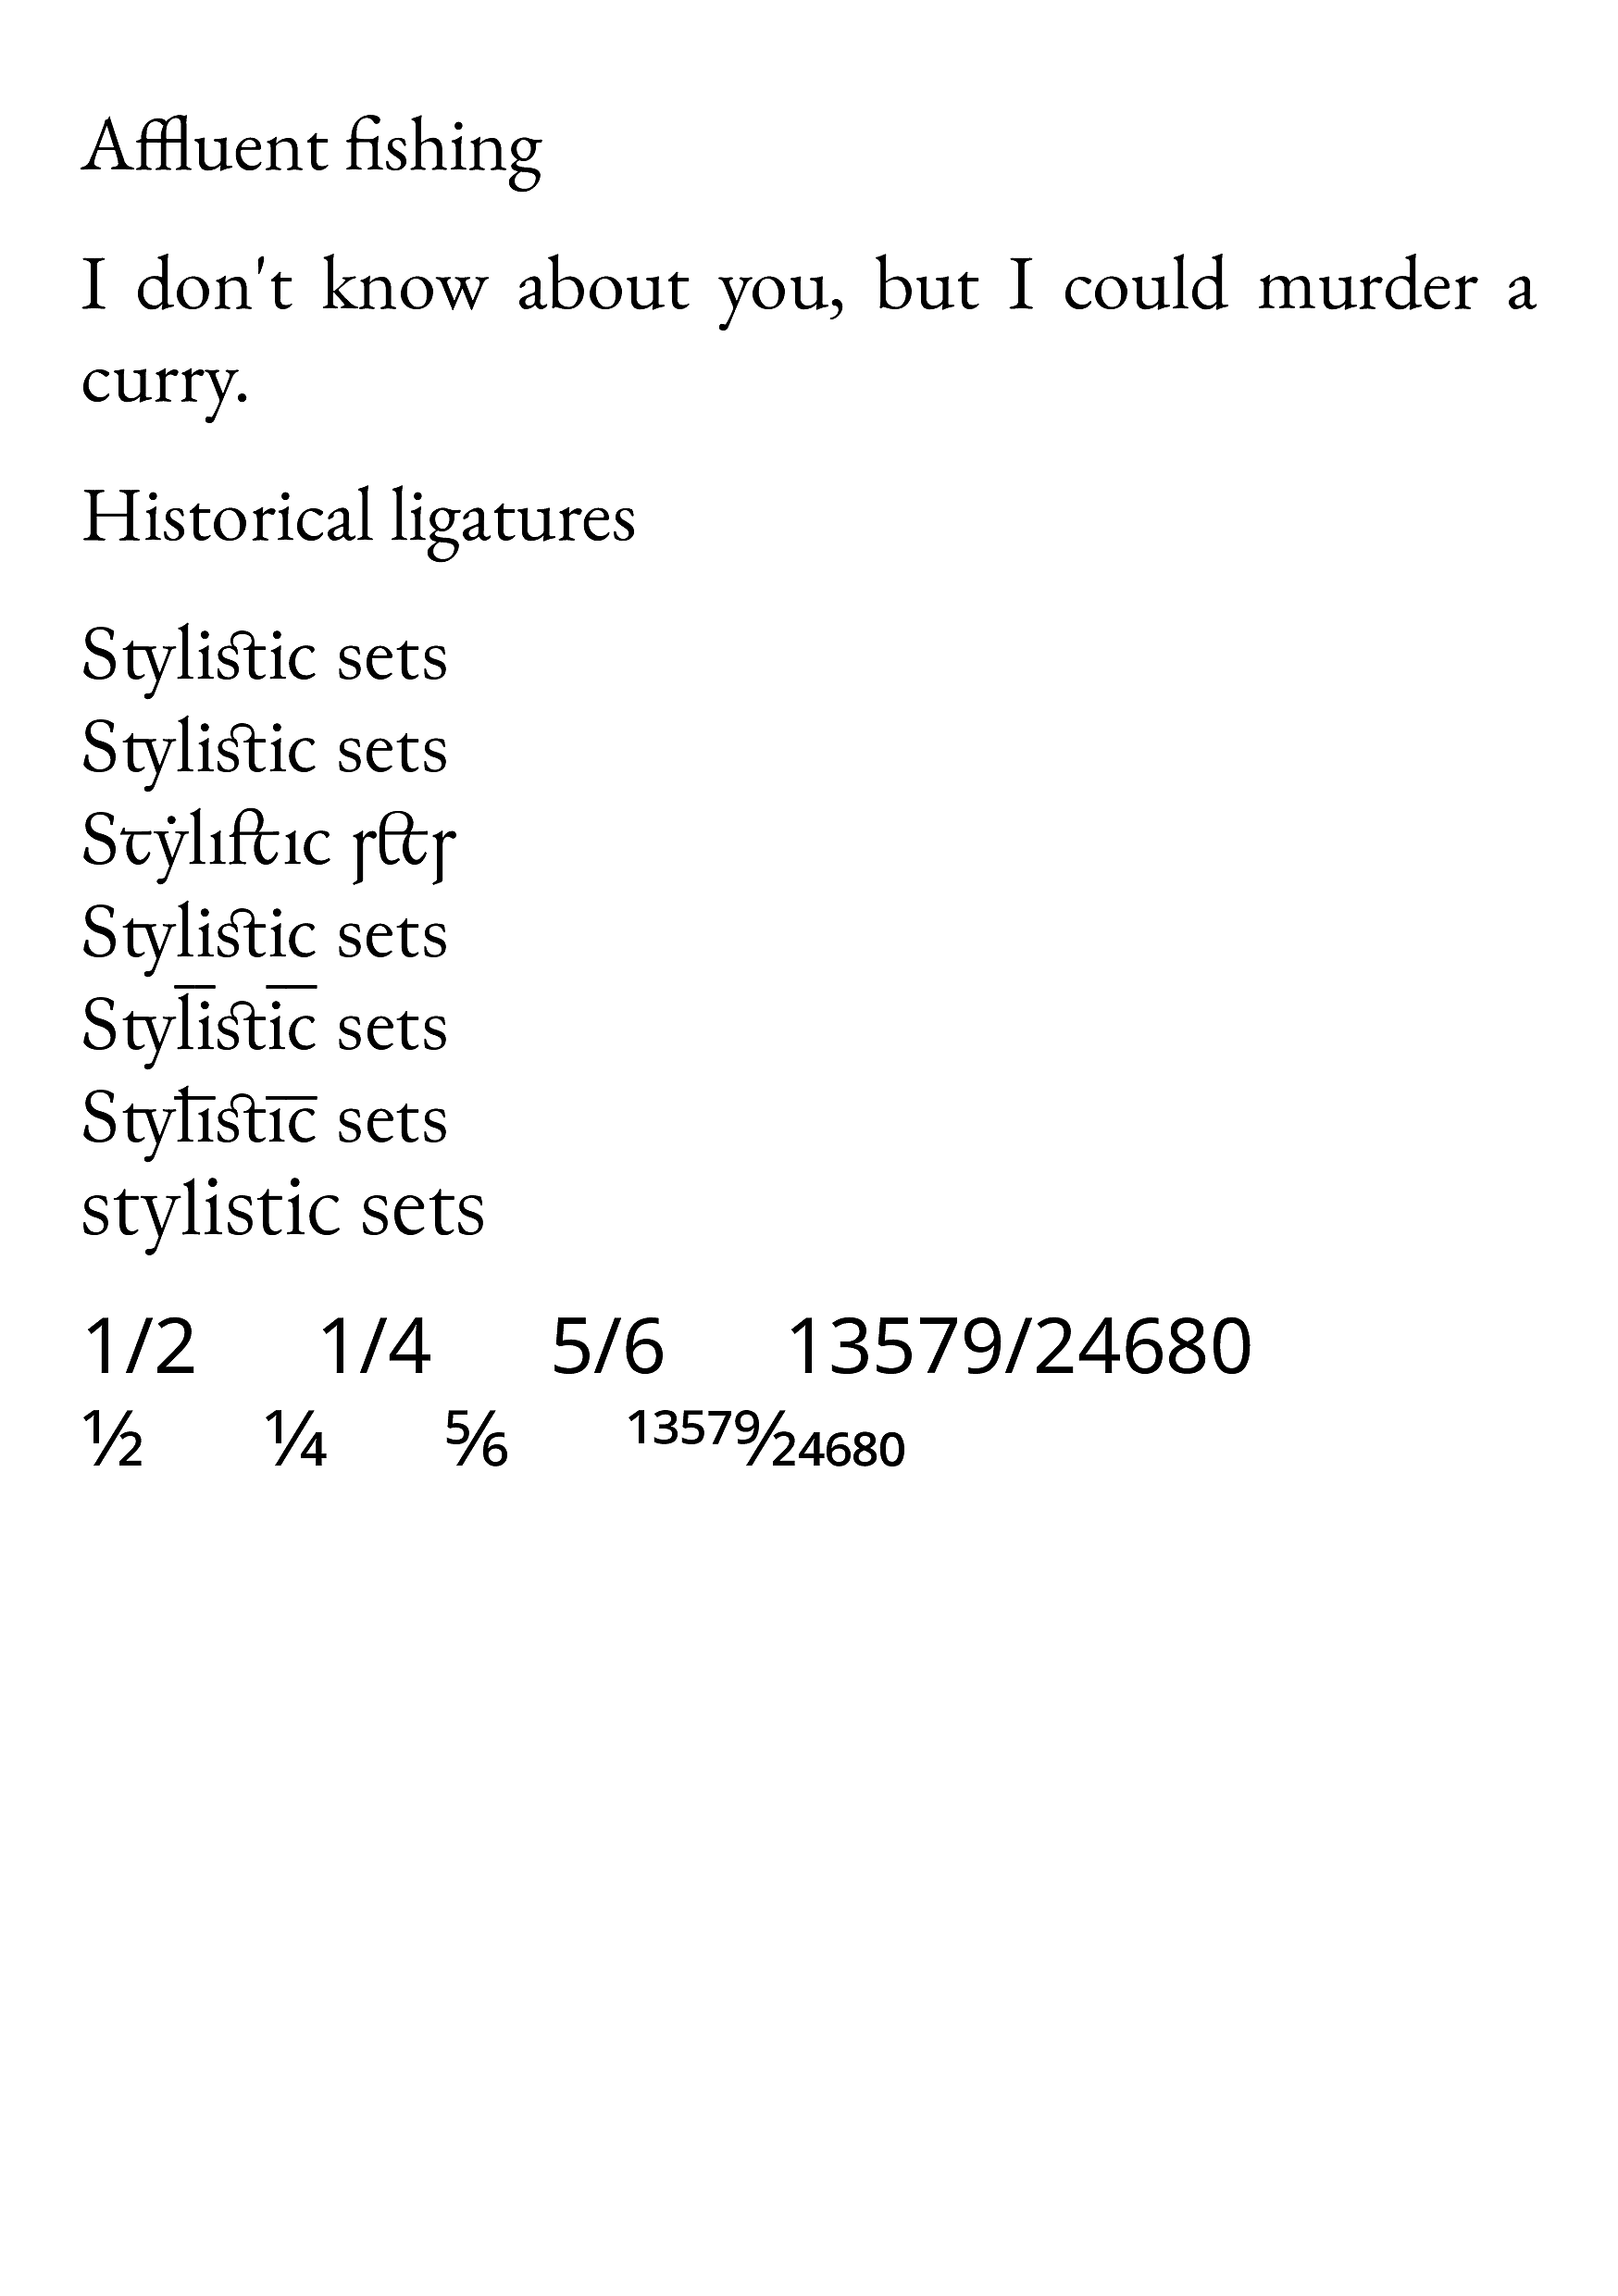 Affluent fishing
I don't know about you, but I could murder a
curry.
Historical ligatures
Stylistic sets
Stylistic sets
Stẏlıſtıc ſetſ
Stylistic sets
Stylistic sets
Stylistic sets
stylistic sets
1/2 1/4 5/6 13579/24680
½ ¼ ⅚ ¹³⁵⁷⁹⁄₂₄₆₈₀